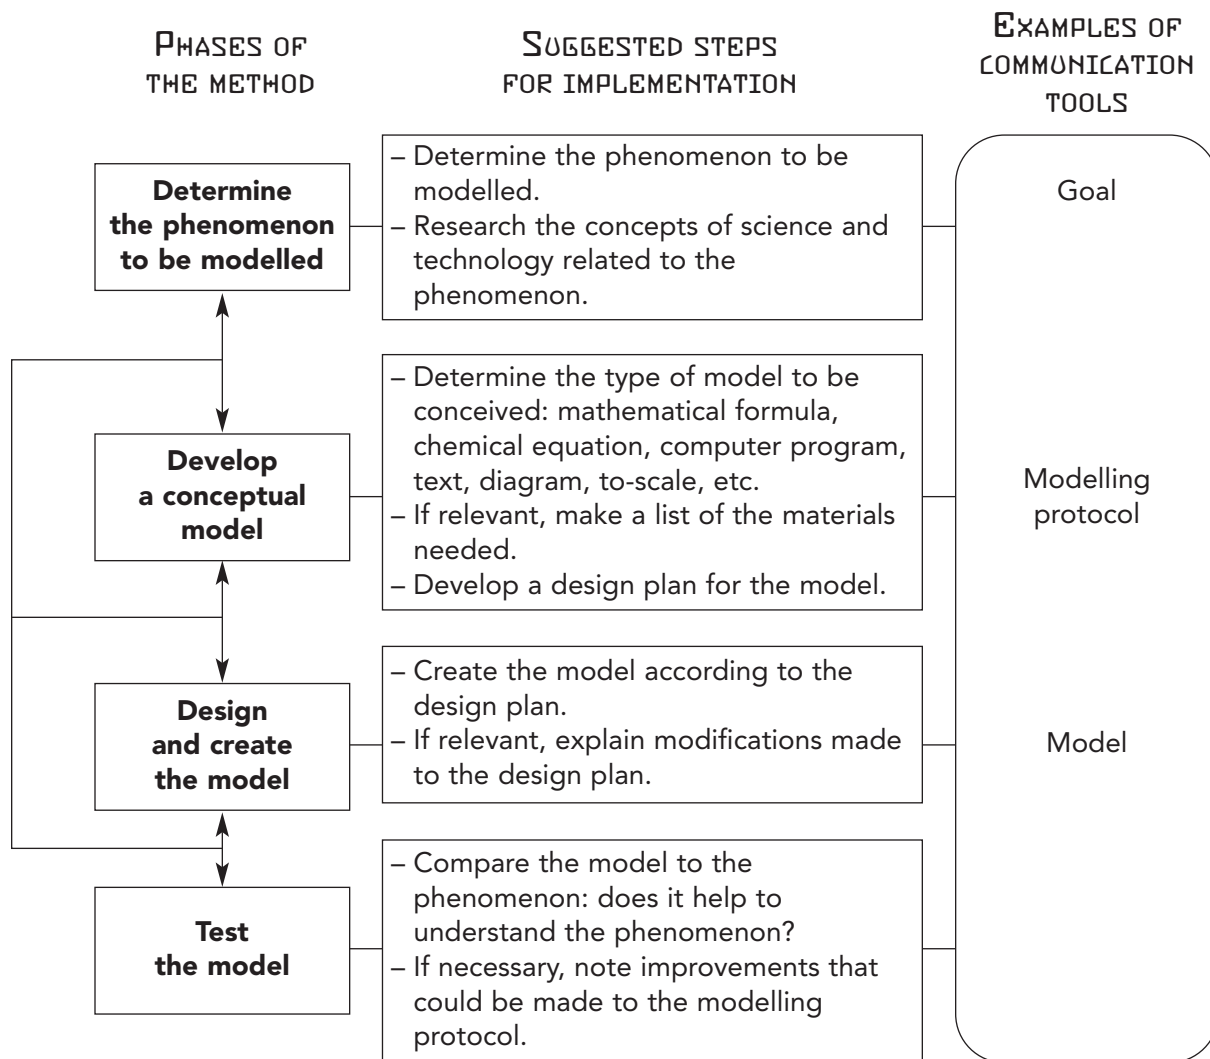 PHASES OF
THE METHOD
SUGGESTED STEPS
FOR IMPLEMENTATION
EXAMPLES OF
COMMUNICATION
TOOLS
Determine
the phenomenon
to be modelled
– Determine the phenomenon to be
modelled.
– Research the concepts of science and
technology related to the
phenomenon.
Goal
Develop
a conceptual
model
– Determine the type of model to be
conceived: mathematical formula,
chemical equation, computer program,
text, diagram, to-scale, etc.
– If relevant, make a list of the materials
needed.
– Develop a design plan for the model.
Modelling
protocol
Design
and create
the model
– Create the model according to the
design plan.
– If relevant, explain modifications made
to the design plan.
Model
Test
the model
– Compare the model to the
phenomenon: does it help to
understand the phenomenon?
– If necessary, note improvements that
could be made to the modelling
protocol.